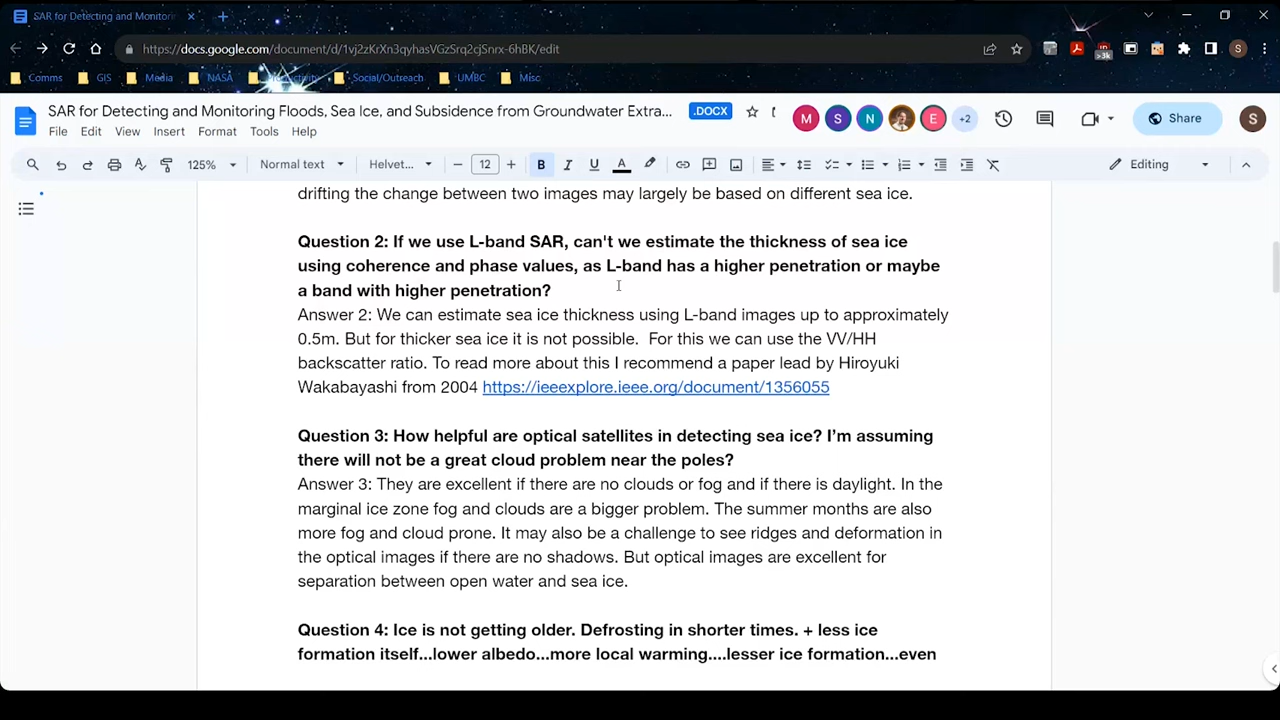 SAR for Detecting and Monitorin
https://docs.google.com/document/d/1vj2zKrXn3qyhasVGzSrq2cjSnrx-6hBK/edit
>3k
S
Comms GIS Media NASA Productivity Social/Outreach UMBC Misc
SAR for Detecting and Monitoring Floods, Sea Ice, and Subsidence from Groundwater Extra... .DOCX
M S N E +2 Share S
File Edit View Insert Format Tools Help
125% Normal text Helvet... 12 B I U A Editing
drifting the change between two images may largely be based on different sea ice.
Question 2: If we use L-band SAR, can't we estimate the thickness of sea ice
using coherence and phase values, as L-band has a higher penetration or maybe
a band with higher penetration?
Answer 2: We can estimate sea ice thickness using L-band images up to approximately
0.5m. But for thicker sea ice it is not possible.  For this we can use the VV/HH
backscatter ratio. To read more about this I recommend a paper lead by Hiroyuki
Wakabayashi from 2004 https://ieeexplore.ieee.org/document/1356055
Question 3: How helpful are optical satellites in detecting sea ice? I’m assuming
there will not be a great cloud problem near the poles?
Answer 3: They are excellent if there are no clouds or fog and if there is daylight. In the
marginal ice zone fog and clouds are a bigger problem. The summer months are also
more fog and cloud prone. It may also be a challenge to see ridges and deformation in
the optical images if there are no shadows. But optical images are excellent for
separation between open water and sea ice.
Question 4: Ice is not getting older. Defrosting in shorter times. + less ice
formation itself...lower albedo...more local warming....lesser ice formation...even